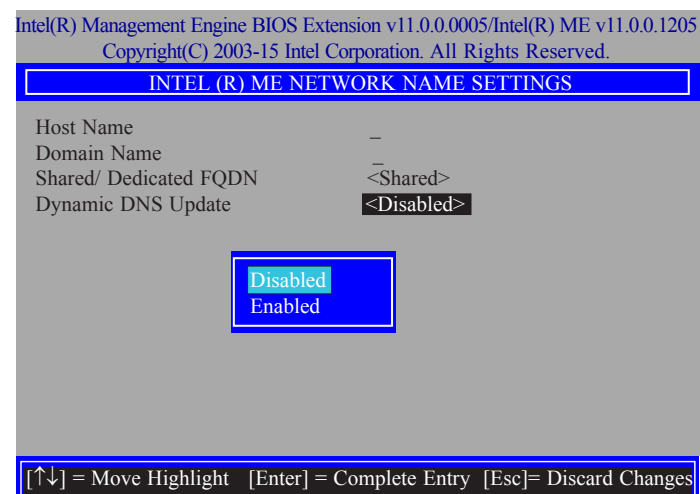 Intel(R) Management Engine BIOS Extension v11.0.0.0005/Intel(R) ME v11.0.0.1205
Copyright(C) 2003-15 Intel Corporation. All Rights Reserved.
INTEL (R) ME NETWORK NAME SETTINGS
Host Name _
Domain Name _
Shared/ Dedicated FQDN <Shared>
Dynamic DNS Update <Disabled>
Disabled
Enabled
[↑↓] = Move Highlight [Enter] = Complete Entry [Esc]= Discard Changes